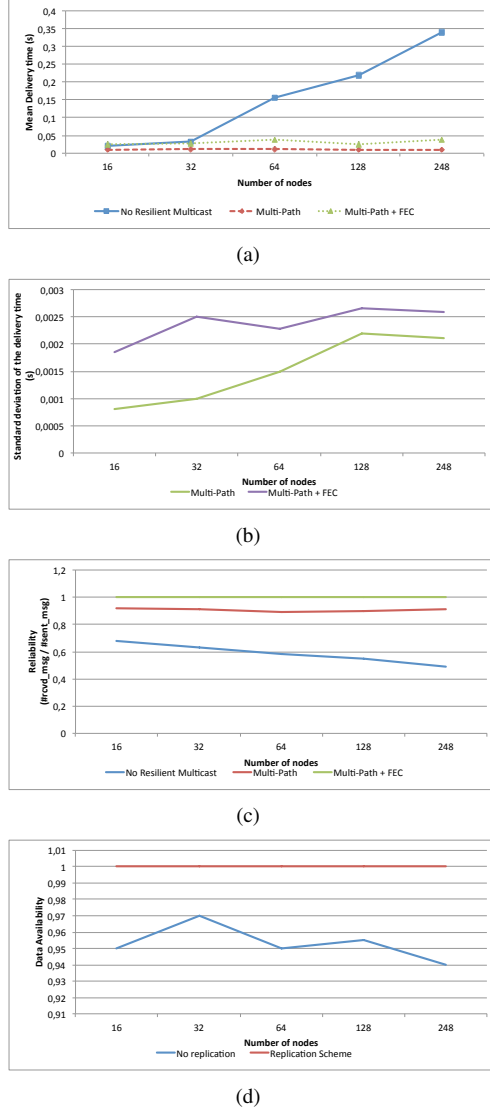 0,4
0,35
0,3
0,25
0,2
0,15
0,1
0,05
0
Mean Delivery time (s)
16 32 64 128 248
Number of nodes
No Resilient Multicast Multi-Path Multi-Path + FEC
(a)
0,003
0,0025
0,002
0,0015
0,001
0,0005
0
Standard deviation of the delivery time
(s)
16 32 64 128 248
Number of nodes
Multi-Path Multi-Path + FEC
(b)
1,2
1
0,8
0,6
0,4
0,2
0
Reliability
(#rcvd_msg / #sent_msg)
16 32 64 128 248
Number of nodes
No Resilient Multicast Multi-Path Multi-Path + FEC
(c)
1,01
1
0,99
0,98
0,97
0,96
0,95
0,94
0,93
0,92
0,91
Data Availability
16 32 64 128 248
Number of nodes
No replication Replication Scheme
(d)